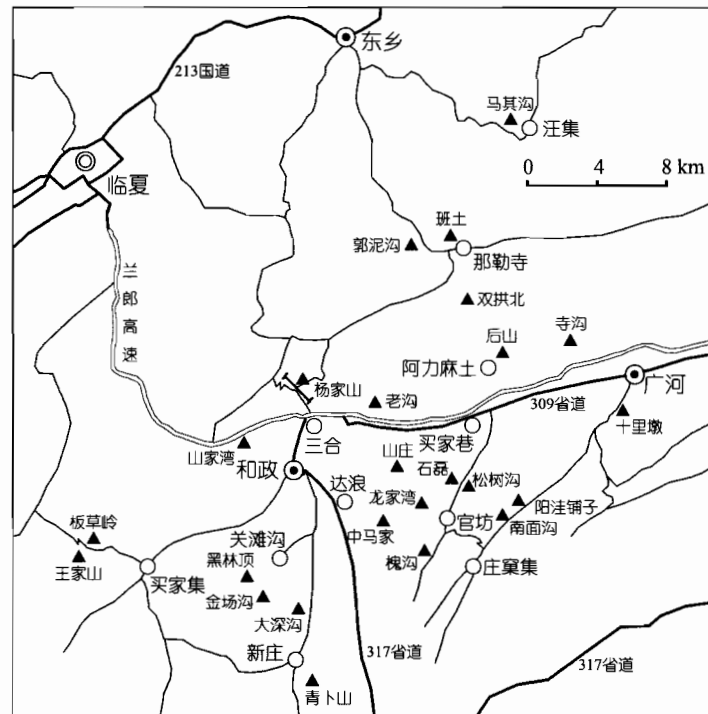 东乡
213国道
马其沟
汪集
0 4 8 km
临夏
班土
郭泥沟
那勒寺
兰郎高速
双拱北
后山
寺沟
阿力麻土
杨家山
广河
老沟
309省道
十里墩
三合
买家巷
山家湾
山庄
和政
石磊
松树沟
达浪
龙家湾
阳洼铺子
官坊
南面沟
中马家
板草岭
关滩沟
槐沟
王家山
买家集
黑林顶
庄窠集
金场沟
大深沟
新庄
317省道
317省道
青卜山